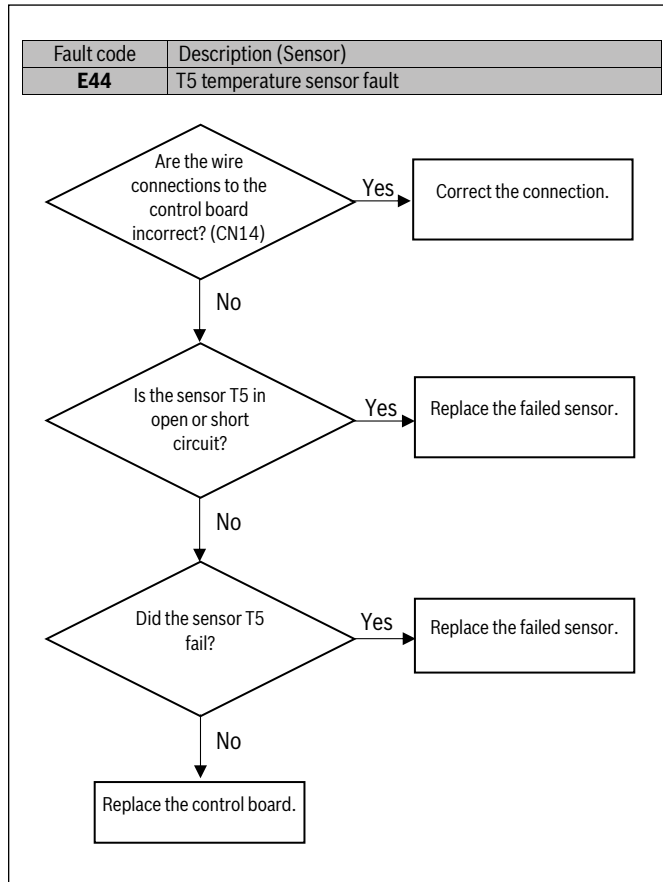 Fault code Description (Sensor)
E44 T5 temperature sensor fault
Are the wire
connections to the
control board
incorrect? (CN14)
Yes
Correct the connection.
No
Is the sensor T5 in
open or short
circuit?
Yes
Replace the failed sensor.
No
Did the sensor T5
fail?
Yes
Replace the failed sensor.
No
Replace the control board.